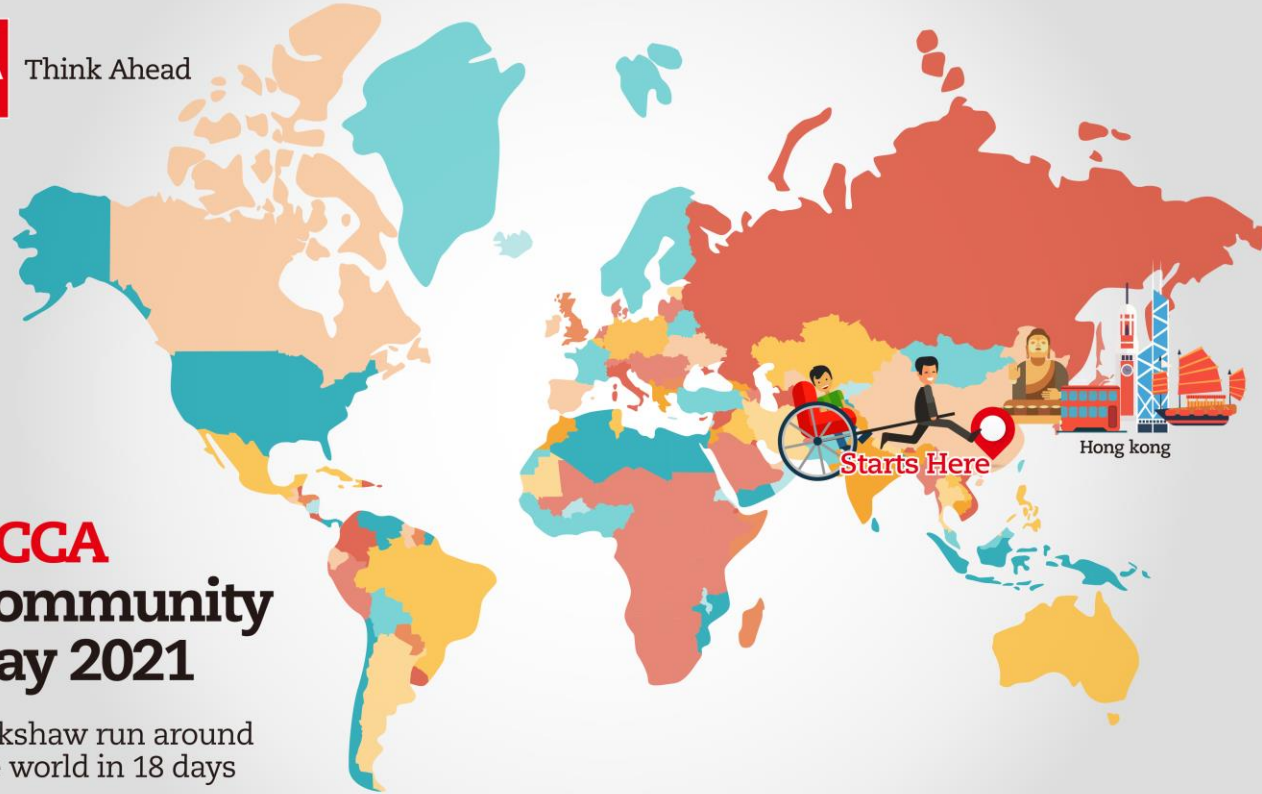 Think Ahead
Starts Here
Hong kong
CCA
ommunity
ay 2021
kshaw run around
world in 18 days